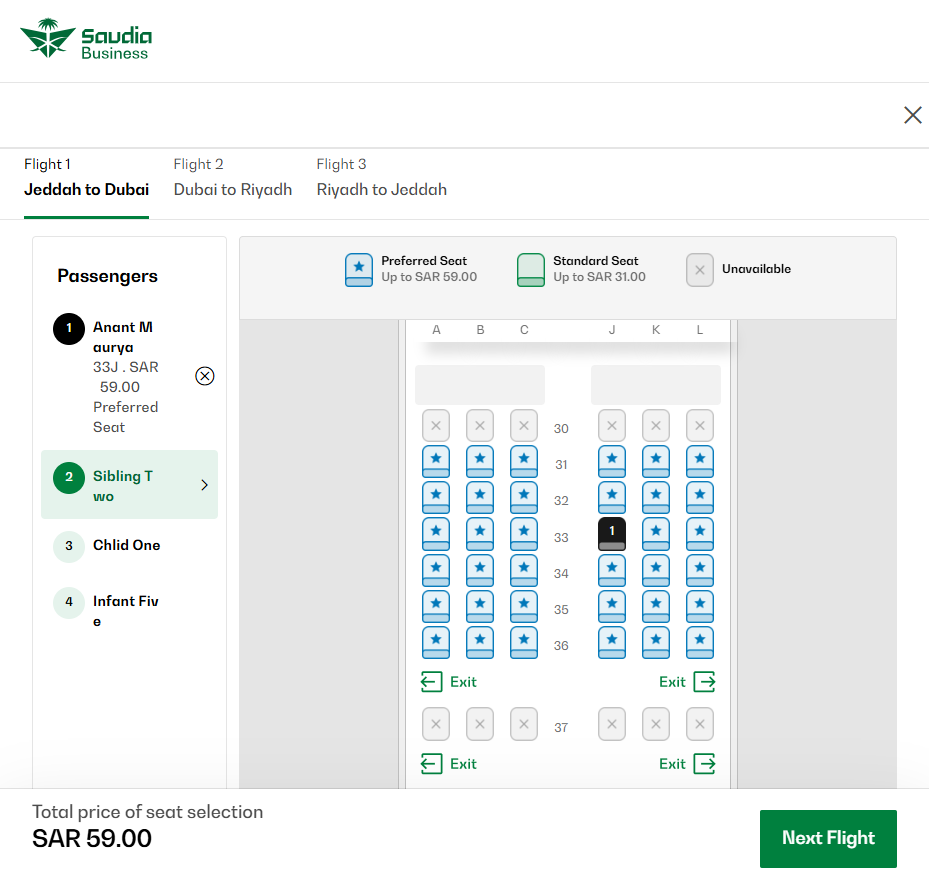 Saudia
Business
Flight 1
Jeddah to Dubai
Flight 2
Dubai to Riyadh
Flight 3
Riyadh to Jeddah
Passengers
1
Anant M
aurya
33J . SAR
59.00
Preferred
Seat
2
Sibling T
wo
3
Chlid One
4
Infant Fiv
e
Preferred Seat
Up to SAR 59.00
Standard Seat
Up to SAR 31.00
Unavailable
A B C J K L
30
31
32
33
1
34
35
36
Exit Exit
37
Exit Exit
Total price of seat selection
SAR 59.00
Next Flight